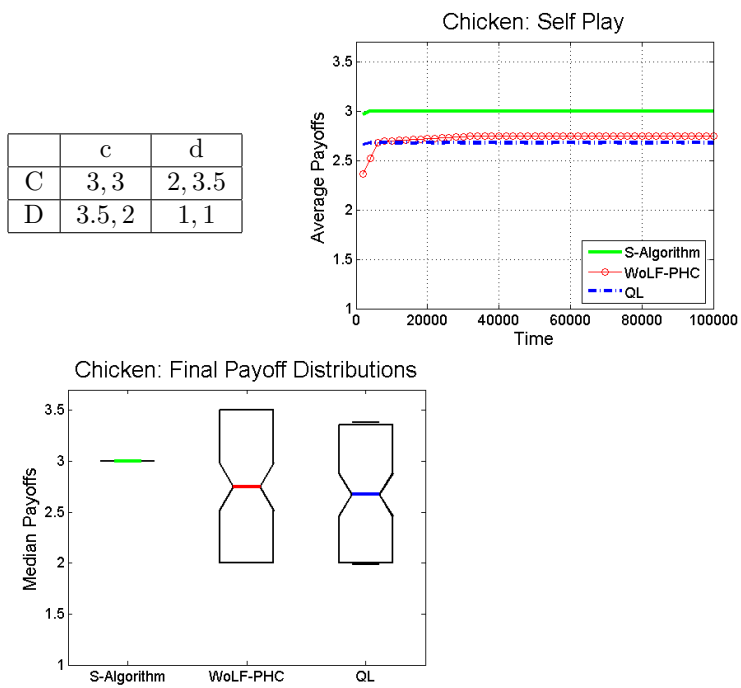 c d
C 3, 3 2, 3.5
D 3.5, 2 1, 1
Chicken: Self Play
Average Payoffs
3.5
3
2.5
2
1.5
1
S-Algorithm
WoLF-PHC
QL
0 20000 40000 60000 80000 100000
Time
Chicken: Final Payoff Distributions
Median Payoffs
3.5
3
2.5
2
1.5
1
S-Algorithm WoLF-PHC QL